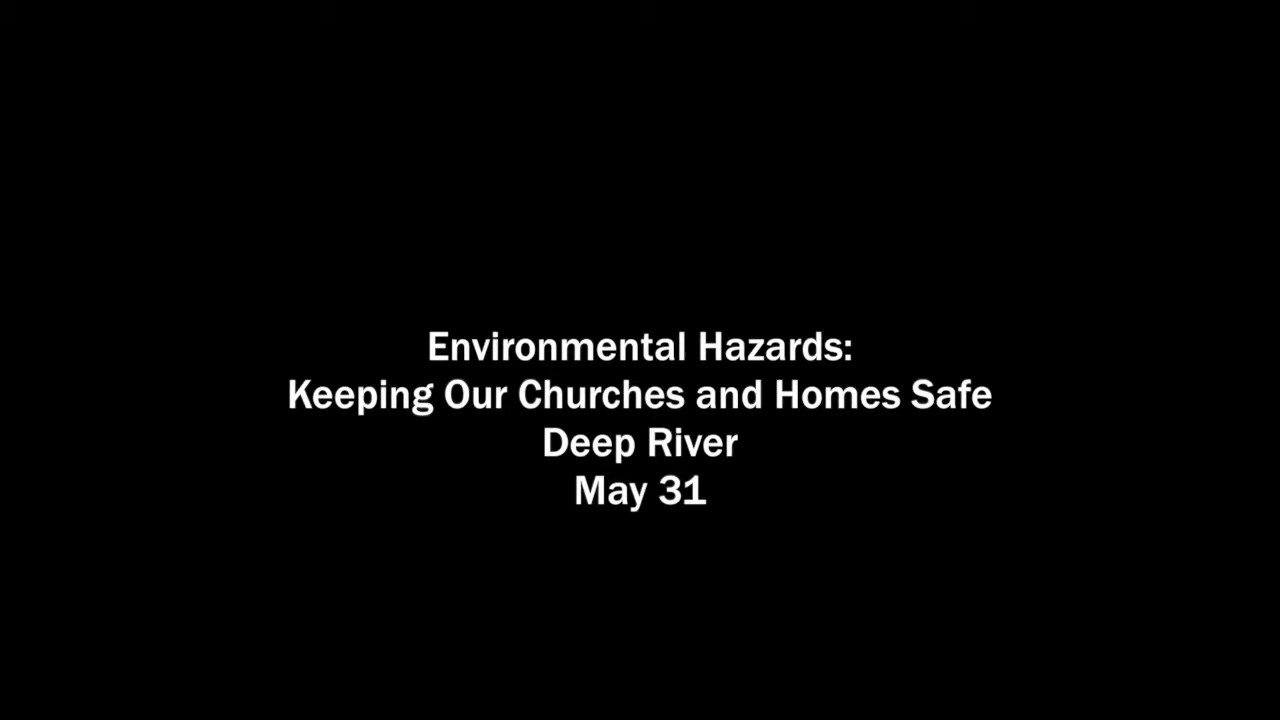 Environmental Hazards:
Keeping Our Churches and Homes Safe
Deep River
May 31